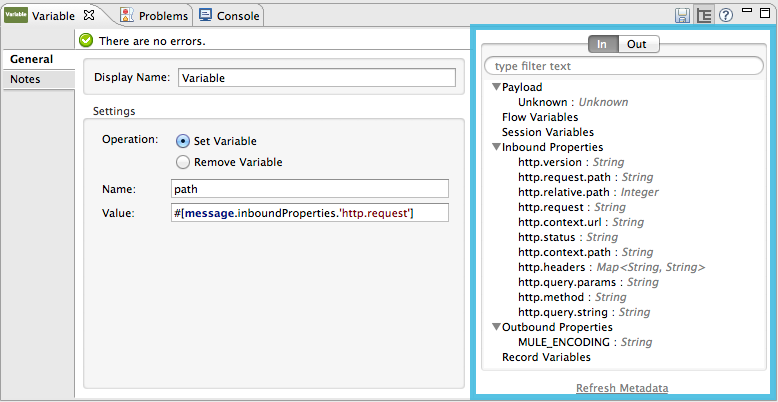 Variable Variable Problems Console
There are no errors.
General
Notes
Display Name: Variable
Settings
Operation: Set Variable
Remove Variable
Name: path
Value: #[message.inboundProperties.'http.request']
In Out
type filter text
Payload
Unknown : Unknown
Flow Variables
Session Variables
Inbound Properties
http.version : String
http.request.path : String
http.relative.path : Integer
http.request : String
http.context.url : String
http.status : String
http.context.path : String
http.headers : Map<String, String>
http.query.params : String
http.method : String
http.query.string : String
Outbound Properties
MULE_ENCODING : String
Record Variables
Refresh Metadata